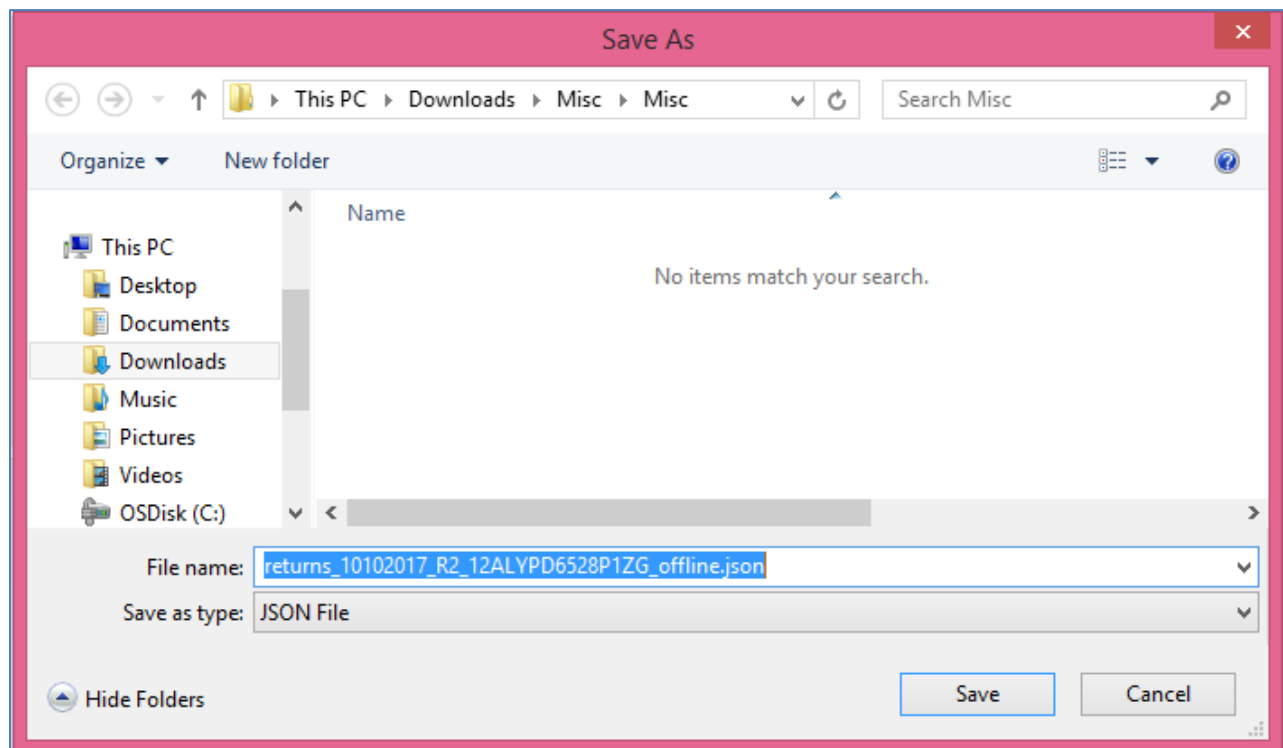 Save As
This PC Downloads Misc Misc Search Misc
Organize New folder
Name
This PC
No items match your search.
Desktop
Documents
Downloads
Music
Pictures
Videos
OSDisk (C:)
File name: returns_10102017_R2_12ALYPD6528P1ZG_offline.json
Save as type: JSON File
Hide Folders Save Cancel